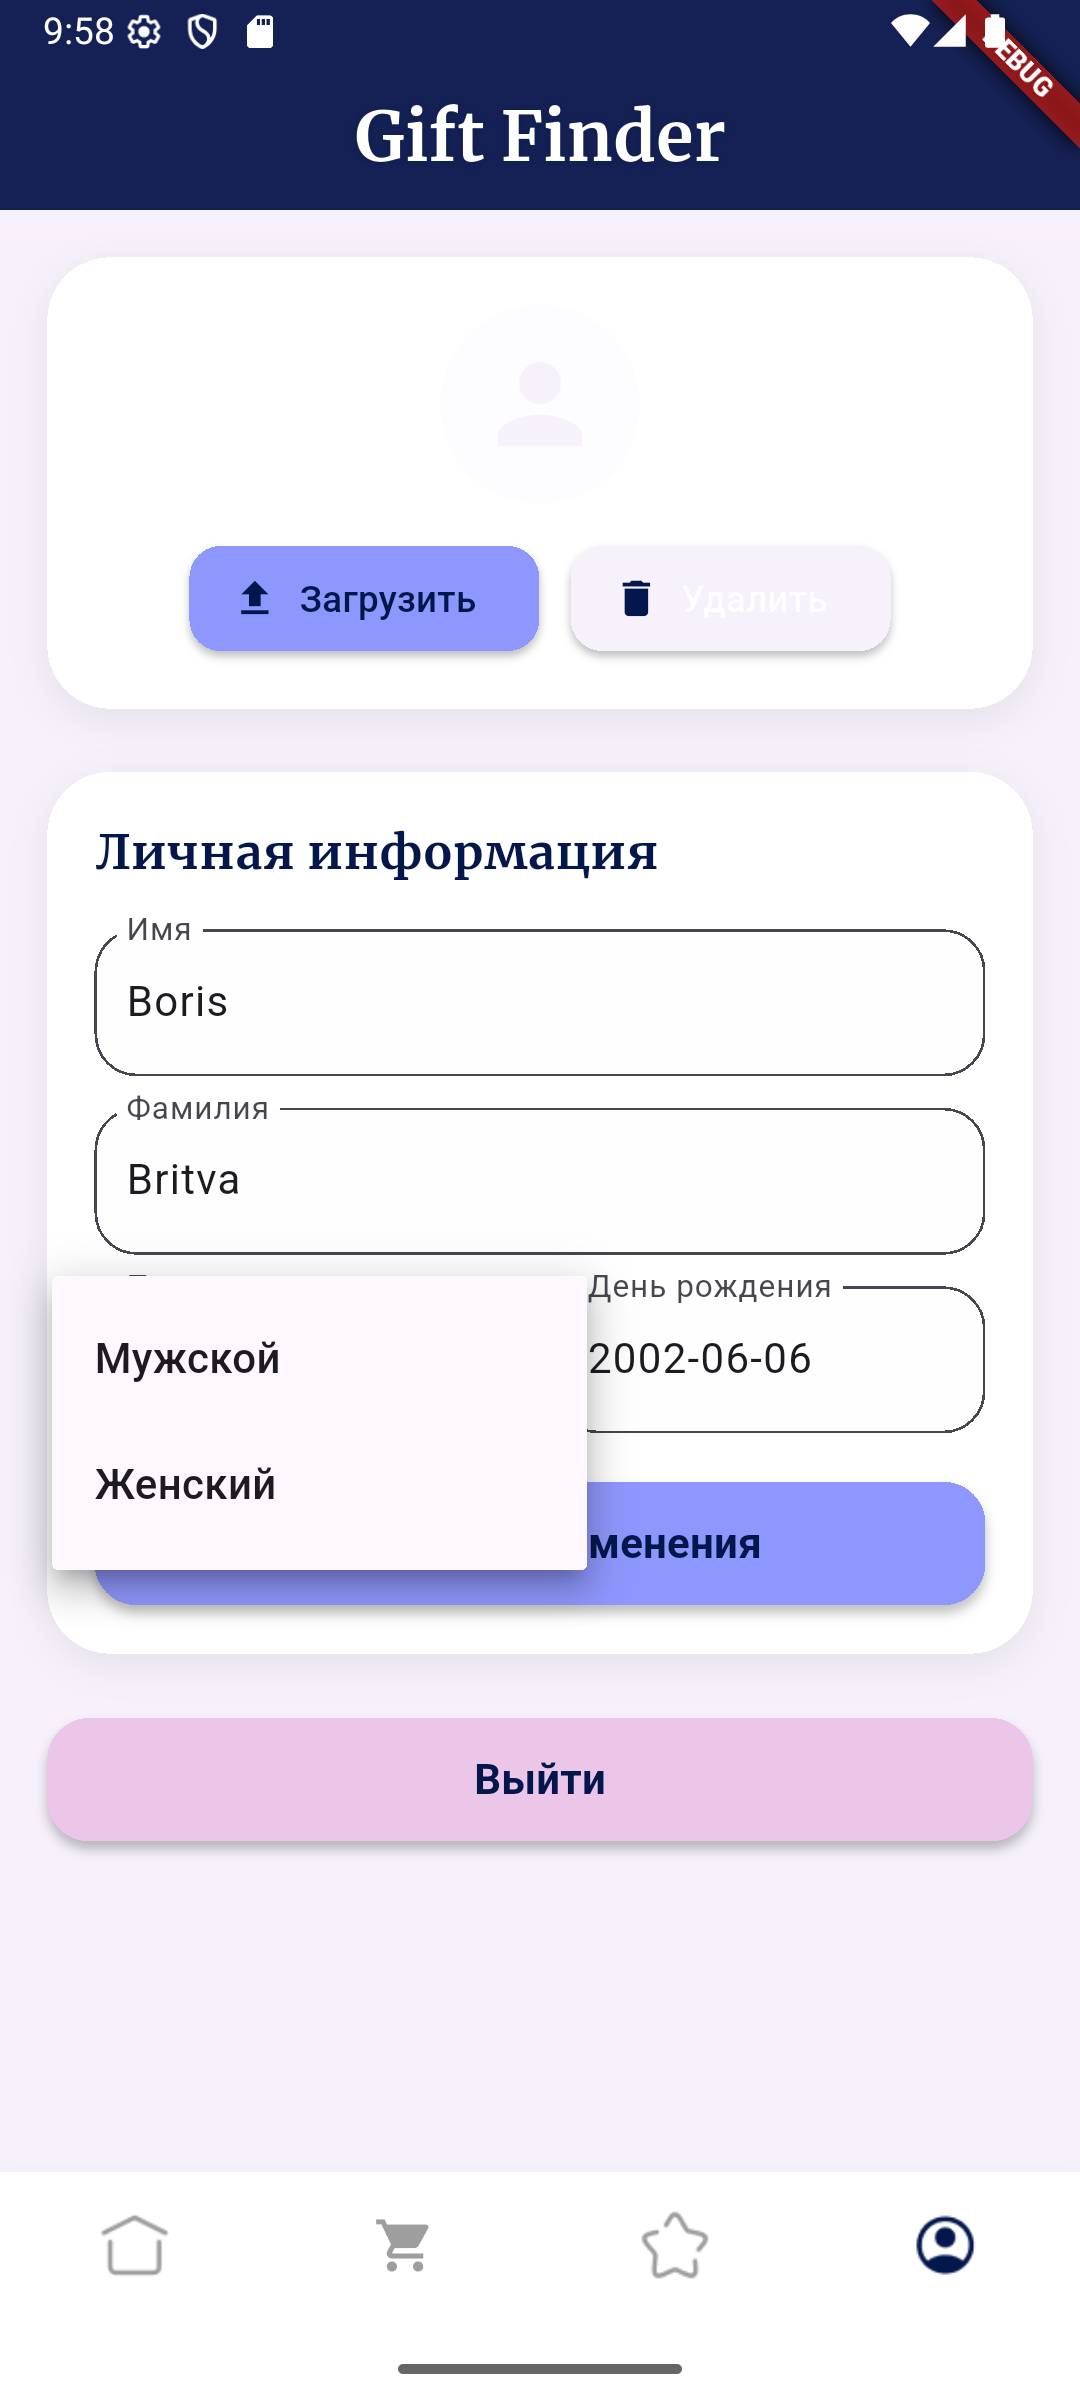 9:58
EBUG
Gift Finder
Загрузить
Удалить
Личная информация
Имя
Boris
Фамилия
Britva
День рождения
Мужской
2002-06-06
Женский
менения
Выйти